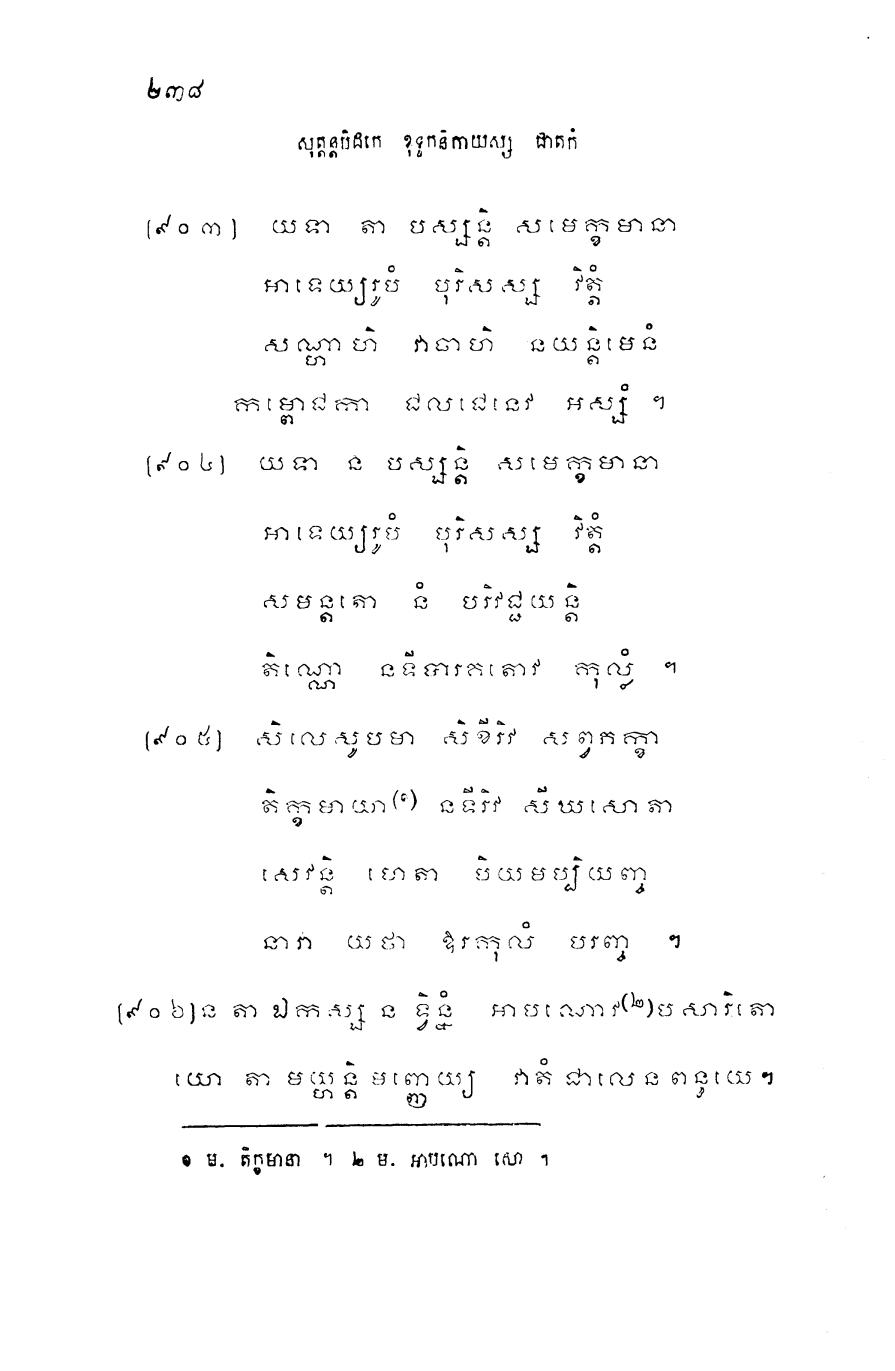 ២៣៨
សុត្តន្តបិដកេ ខុទ្ទកនិកាយស្ស ជាតកំ
[៩០៣] យទា តា បស្សន្តិ សមេក្ខមានា
អាទេយ្យរូបំ បុរិសស្ស វិត្តំ
សណ្ហាហិ វាចាហិ នយន្តិមេនំ
កម្ពោជកា ជលជេនេវ អស្សំ ។
[៩០៤] យទា ន បស្សន្តិ សមេក្ខមានា
អាទេយ្យរូបំ បុរិសស្ស វិត្តំ
សមន្តតោ នំ បរិវជ្ជយន្តិ
តិណ្ណោ នទីបារគតោវ កុល្លំ ។
[៩០៥] សិលេសូបមា សិខីរិវ សព្វភក្ខា
តិក្ខមាយា(១) នទីរិវ សីឃសោតា
សេវន្តិ ហេតា បិយមប្បិយញ្ច
នាវា យថា ឱរកុលំ បរញ្ច ៕
[៩០៦] ន តា ឯកស្ស ន ទ្វិន្នំ អាបណោវ(២)បសារិតោ
យោ តា មយ្ហន្តិ មញ្ញេយ្យ វាតំ ជាលេន ពន្ធយេ៕
១ ម. តិក្ខមានា ។ ២ ម. អាបណោ សោ ។